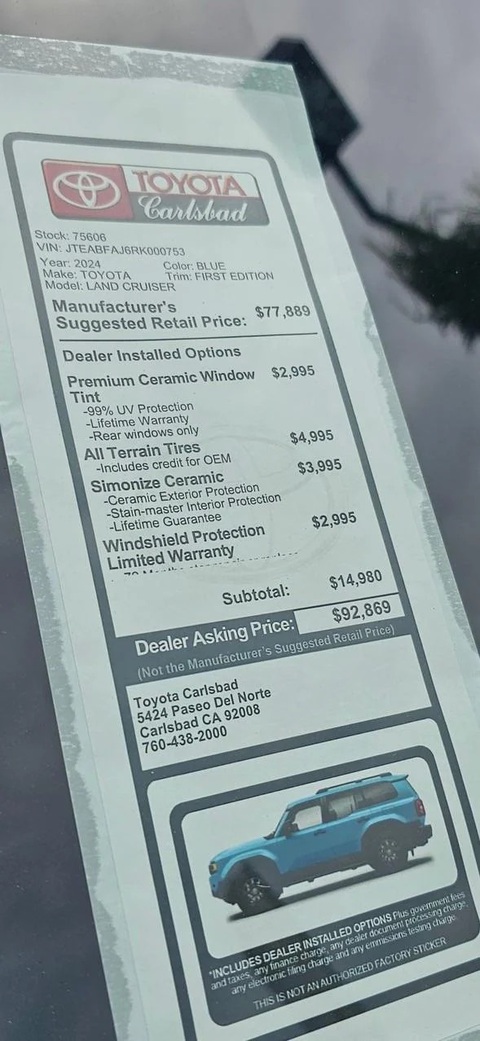 TOYOTA
Carlsbad
Stock: 75606
VIN: JTEABFAJ6RK000753
Year: 2024 Color: BLUE
Make: TOYOTA Trim: FIRST EDITION
Model: LAND CRUISER
Manufacturer's
Suggested Retail Price: $77,889
Dealer Installed Options
Premium Ceramic Window $2,995
Tint
-99% UV Protection
-Lifetime Warranty
-Rear windows only
All Terrain Tires $4,995
-Includes credit for OEM
Simonize Ceramic $3,995
-Ceramic Exterior Protection
-Stain-master Interior Protection
-Lifetime Guarantee
Windshield Protection $2,995
Limited Warranty
Subtotal: $14,980
Dealer Asking Price: $92,869
(Not the Manufacturer's Suggested Retail Price)
Toyota Carlsbad
5424 Paseo Del Norte
Carlsbad CA 92008
760-438-2000
*INCLUDES DEALER INSTALLED OPTIONS Plus government fees
and taxes, any finance charge, any dealer document processing charge,
any electronic filing charge and any emmissions testing charge.
THIS IS NOT AN AUTHORIZED FACTORY STICKER